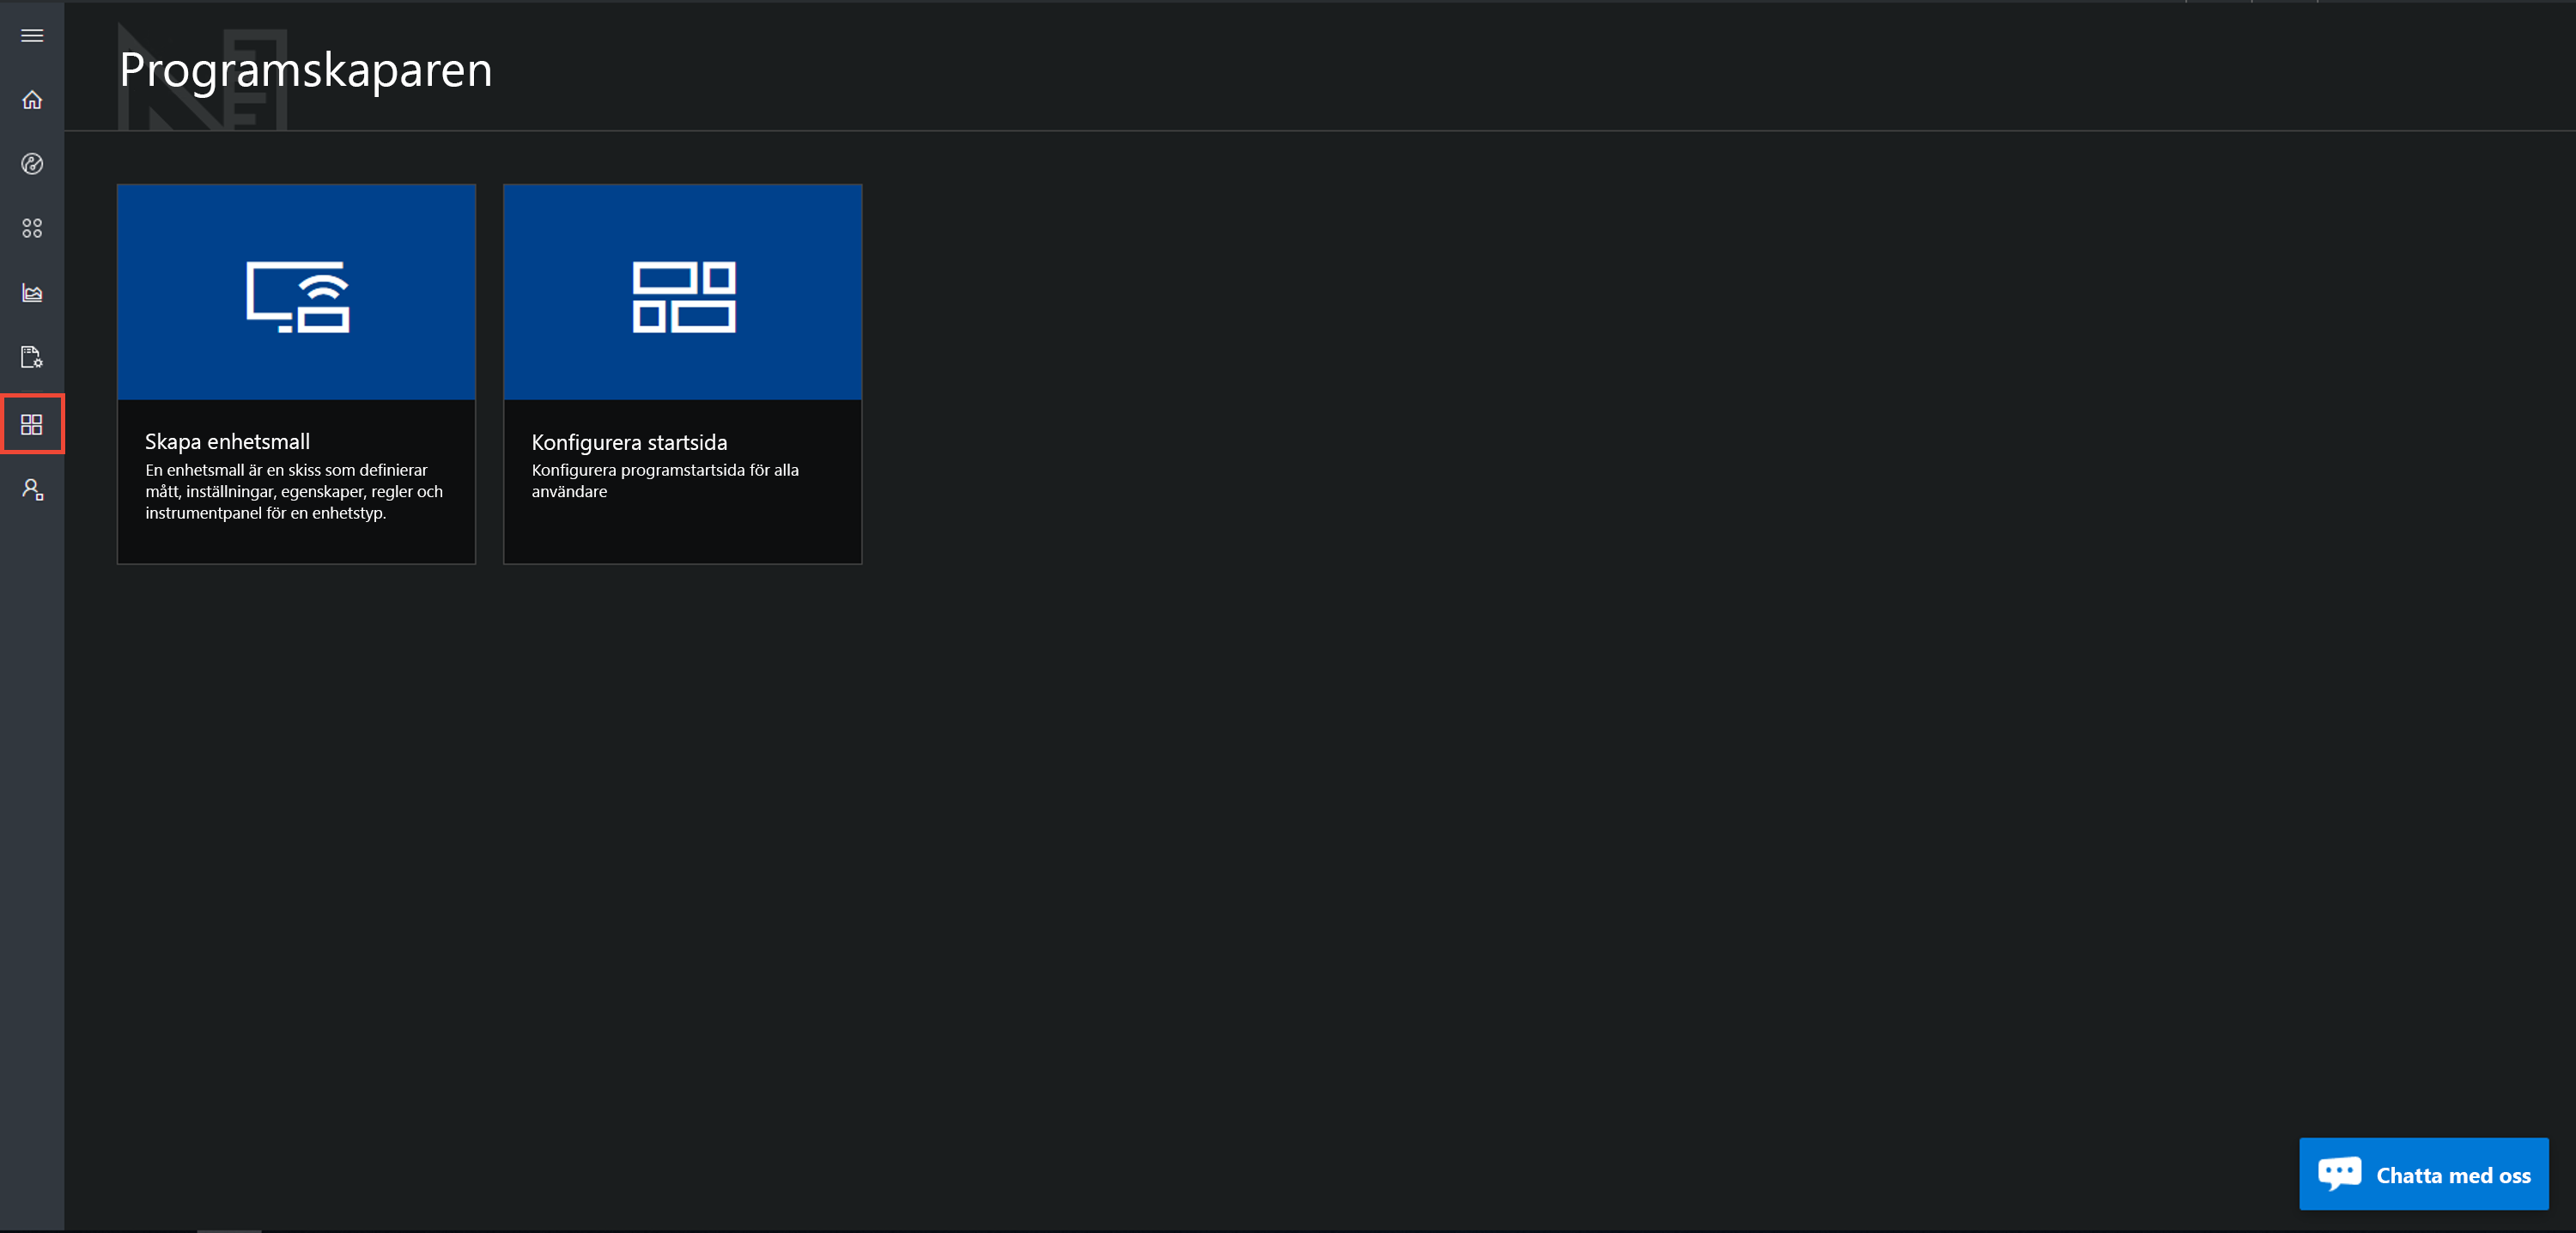 Programskaparen
Skapa enhetsmall
En enhetsmall är en skiss som definierar
mått, inställningar, egenskaper, regler och
instrumentpanel för en enhetstyp.
Konfigurera startsida
Konfigurera programstartsida för alla
användare
Chatta med oss